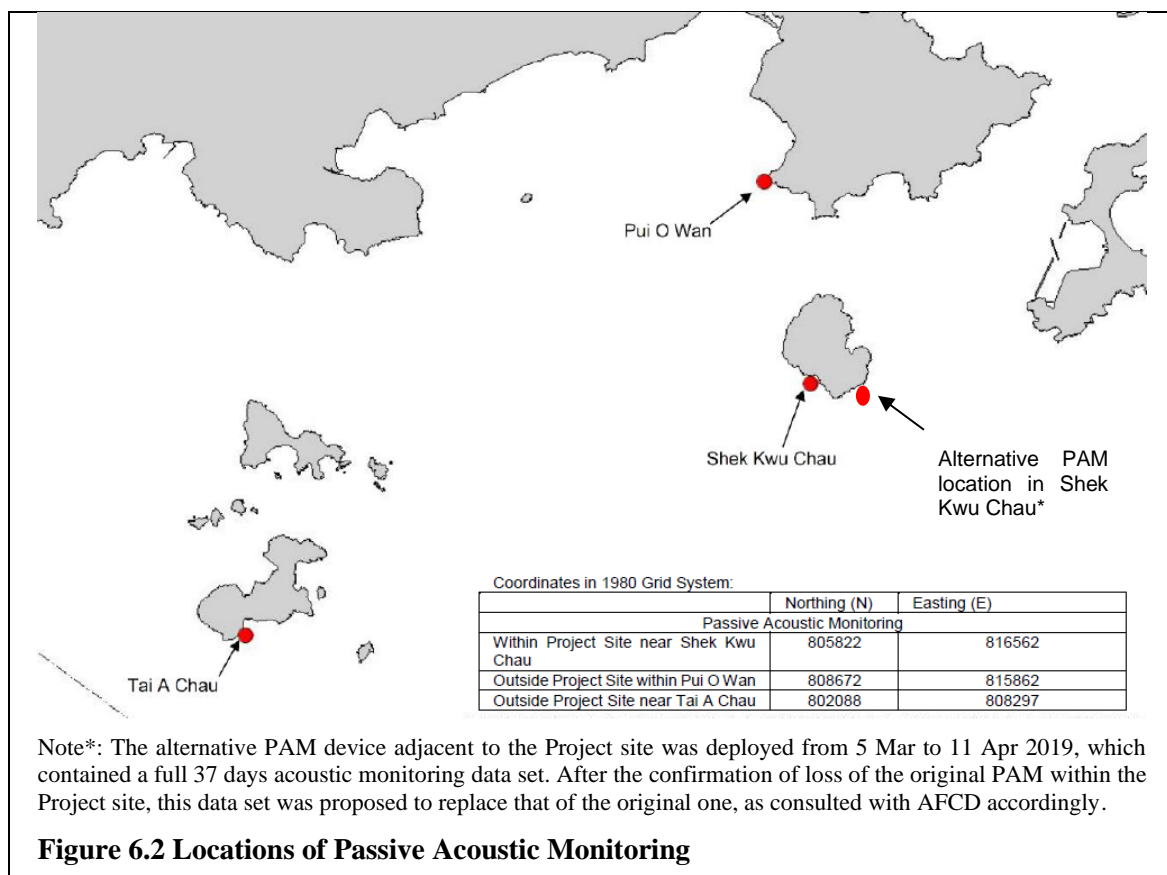 Pui O Wan
Shek Kwu Chau
Alternative PAM
location in Shek
Kwu Chau*
Tai A Chau
Coordinates in 1980 Grid System:
Northing (N) Easting (E)
Passive Acoustic Monitoring
Within Project Site near Shek Kwu 805822 816562
Chau
Outside Project Site within Pui O Wan 808672 815862
Outside Project Site near Tai A Chau 802088 808297
Note*: The alternative PAM device adjacent to the Project site was deployed from 5 Mar to 11 Apr 2019, which
contained a full 37 days acoustic monitoring data set. After the confirmation of loss of the original PAM within the
Project site, this data set was proposed to replace that of the original one, as consulted with AFCD accordingly.
Figure 6.2 Locations of Passive Acoustic Monitoring